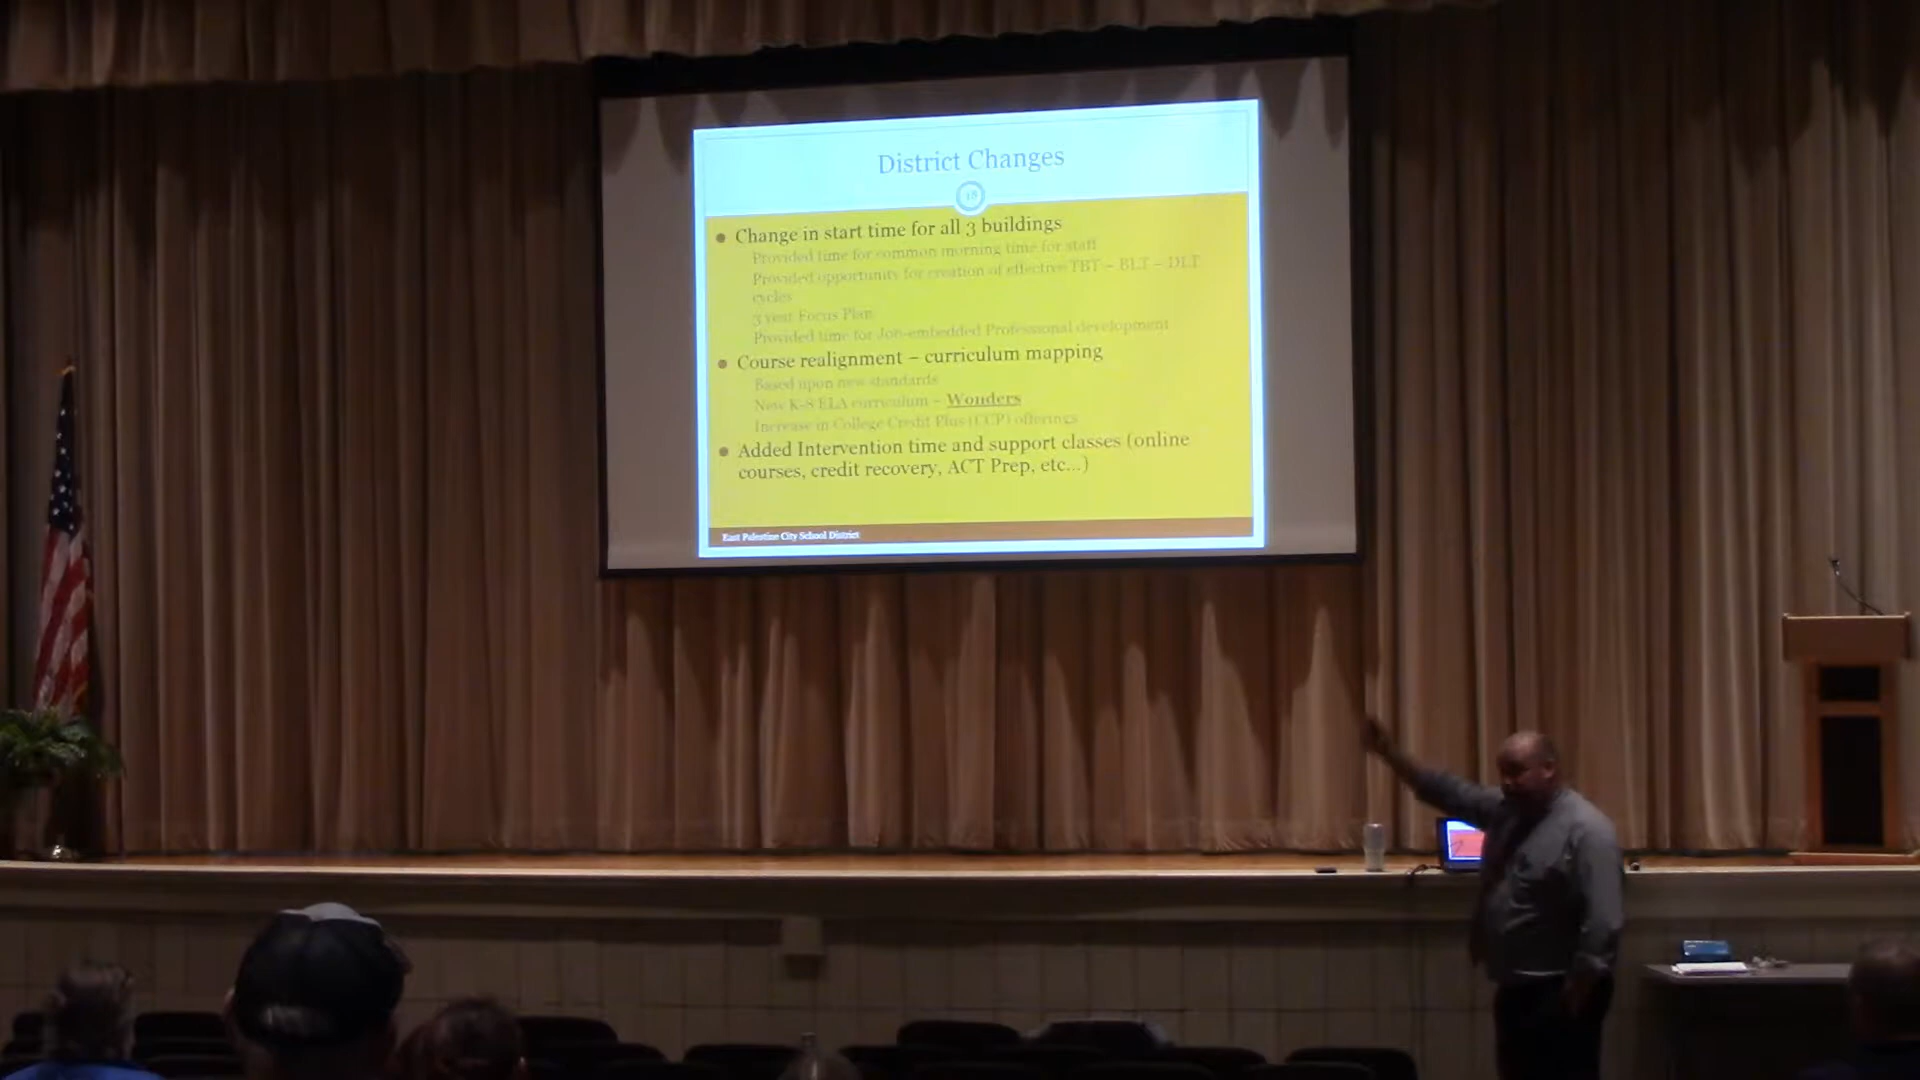 District Changes
18
Change in start time for all 3 buildings
Provided time for common morning time for staff
Provided opportunity for creation of effective TBT – BLT – DLT
cycles
3 year Focus Plan
Provided time for Job-embedded Professional development
Course realignment – curriculum mapping
Based upon new standards
New K-8 ELA curriculum – Wonders
Increase in College Credit Plus (CCP) offerings
Added Intervention time and support classes (online
courses, credit recovery, ACT Prep, etc...)
East Palestine City School District